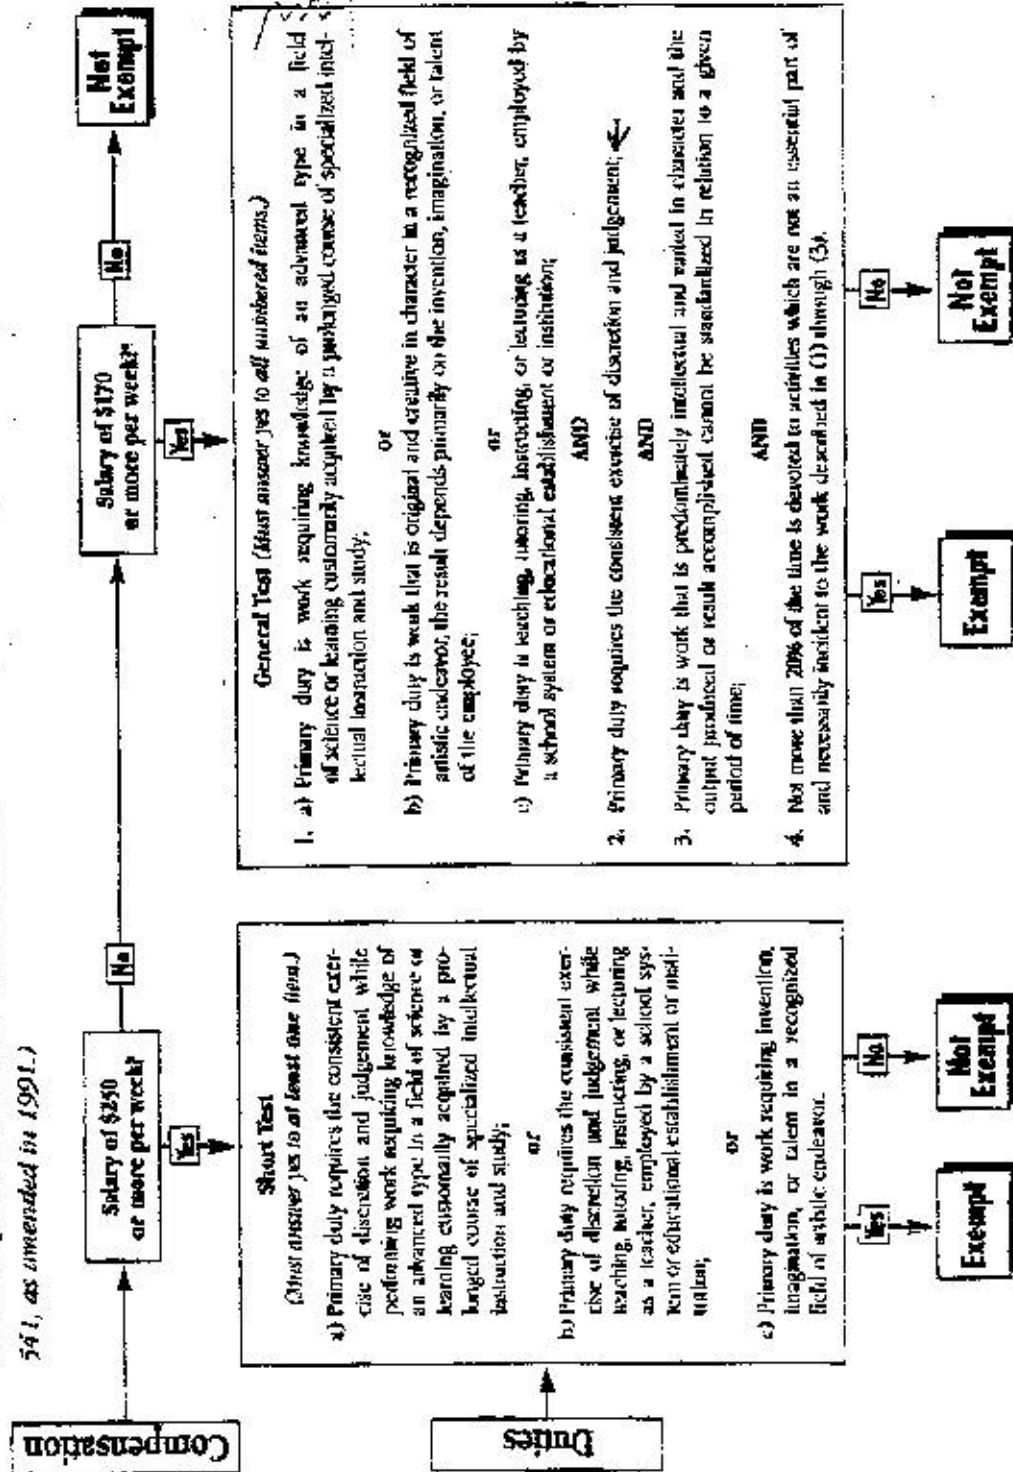 541, as amended in 1991.)
Compensation
Salary of $250
or more per week?
No
Salary of $170
or more per week?*
No
Not
Exempt
Yes
Yes
Duties
Short Test
(Must answer yes to at least one item.)
a) Primary duty requires the consistent exer-
cise of discretion and judgement while
performing work requiring knowledge of
an advanced type in a field of science or
learning customarily acquired by a pro-
longed course of specialized intellectual
instruction and study;
or
b) Primary duty requires the consistent exer-
cise of discretion and judgement while
teaching, tutoring, instructing, or lecturing
as a teacher, employed by a school sys-
tem or educational establishment or insti-
tution;
or
c) Primary duty is work requiring invention,
imagination, or talent in a recognized
field of artistic endeavor.
Yes
No
Exempt
Not
Exempt
General Test (Must answer yes to all numbered items.)
1. a) Primary duty is work requiring knowledge of an advanced type in a field
of science or learning customarily acquired by a prolonged course of specialized intel-
lectual instruction and study;
or
b) Primary duty is work that is original and creative in character in a recognized field of
artistic endeavor, the result depends primarily on the invention, imagination, or talent
of the employee;
or
c) Primary duty is teaching, tutoring, instructing, or lecturing as a teacher, employed by
a school system or educational establishment or institution;
AND
2. Primary duty requires the consistent exercise of discretion and judgement;
AND
3. Primary duty is work that is predominately intellectual and varied in character and the
output produced or result accomplished cannot be standardized in relation to a given
period of time;
AND
4. Not more than 20% of the time is devoted to activities which are not an essential part of
and necessarily incident to the work described in (1) through (3).
Yes
No
Exempt
Not
Exempt